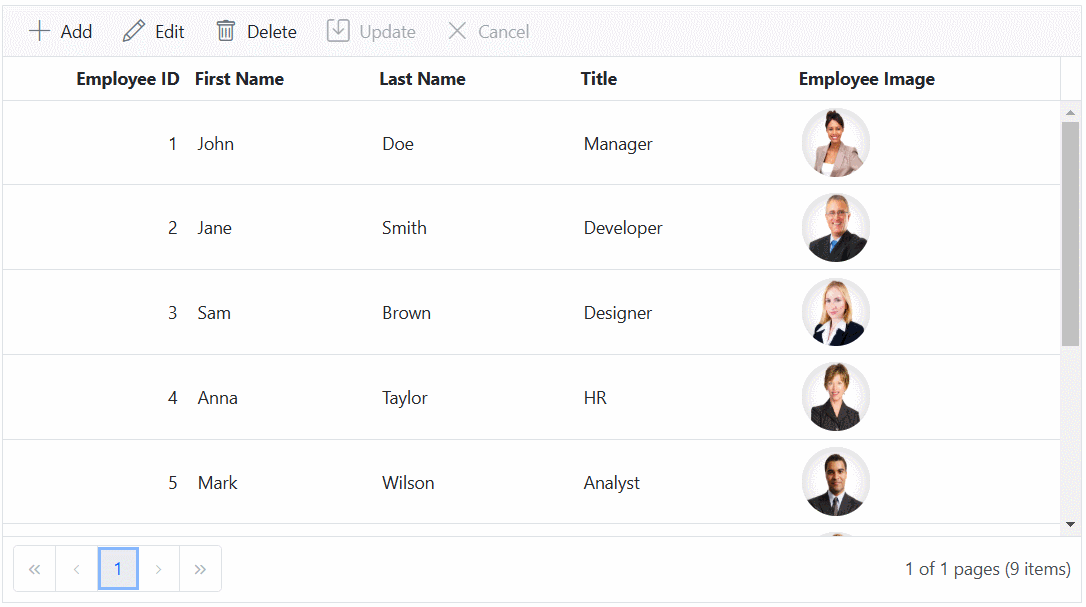 Add Edit Delete Update Cancel
Employee ID First Name Last Name Title Employee Image
1 John Doe Manager
2 Jane Smith Developer
3 Sam Brown Designer
4 Anna Taylor HR
5 Mark Wilson Analyst
1 1 of 1 pages (9 items)